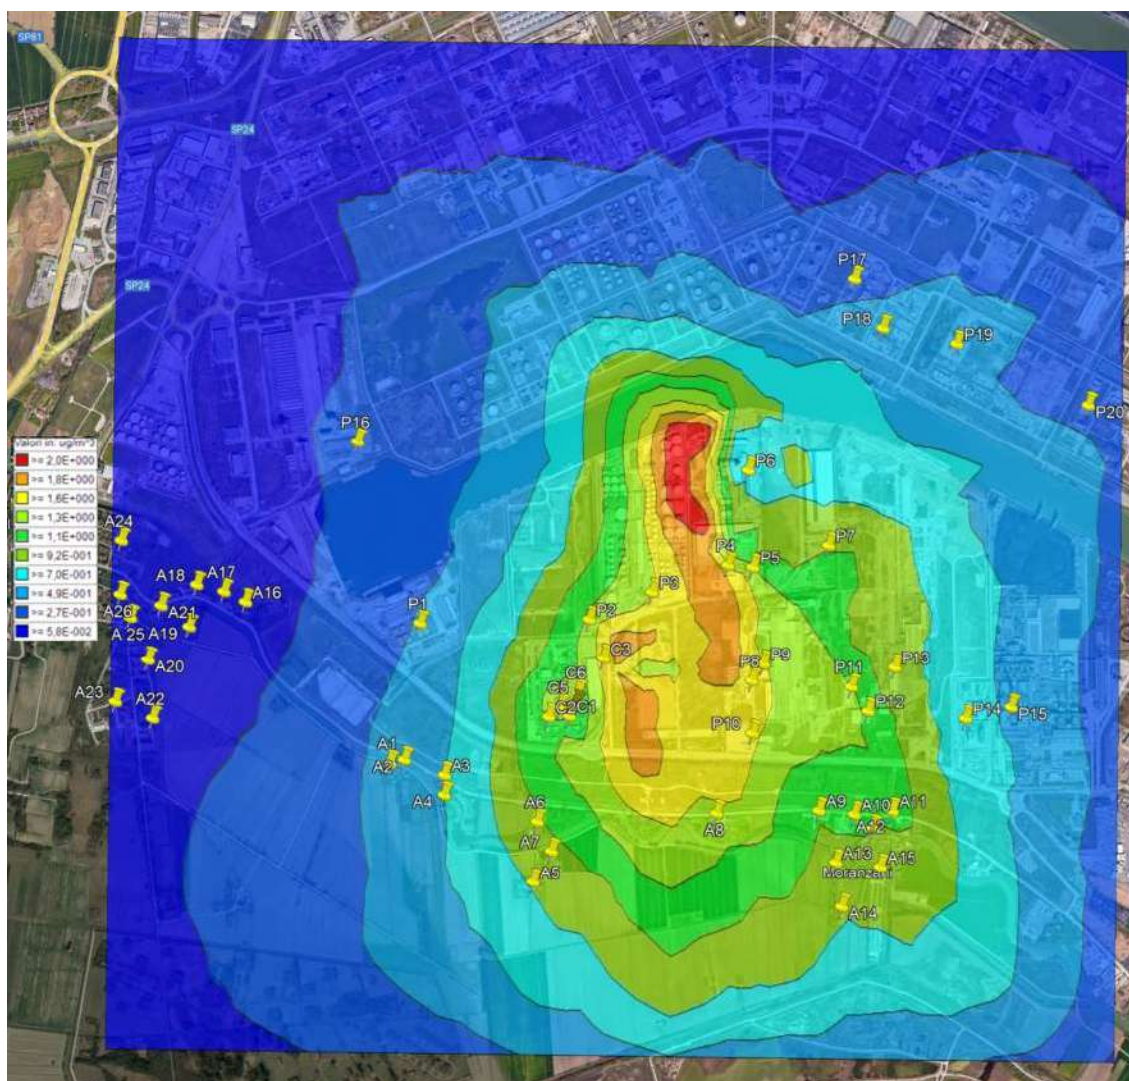 SP81
SP24
SP24
P17
P18
P19
P20
P16
P6
Valori in: ug/m^3
>= 2,0E+000
>= 1,8E+000
>= 1,6E+000
>= 1,3E+000
>= 1,1E+000
>= 9,2E-001
>= 7,0E-001
>= 4,9E-001
>= 2,7E-001
>= 5,8E-002
A24
P7
P4
P5
A18
A17
A16
P3
A26
A21
P1
P2
A 25
A19
A20
C3
P8
P9
P13
C6
P11
A23
A22
C5
C2
C1
P12
P14
P15
P10
A1
A2
A3
A4
A6
A8
A9
A10
A11
A12
A7
A13
A15
Moranzani
A5
A14